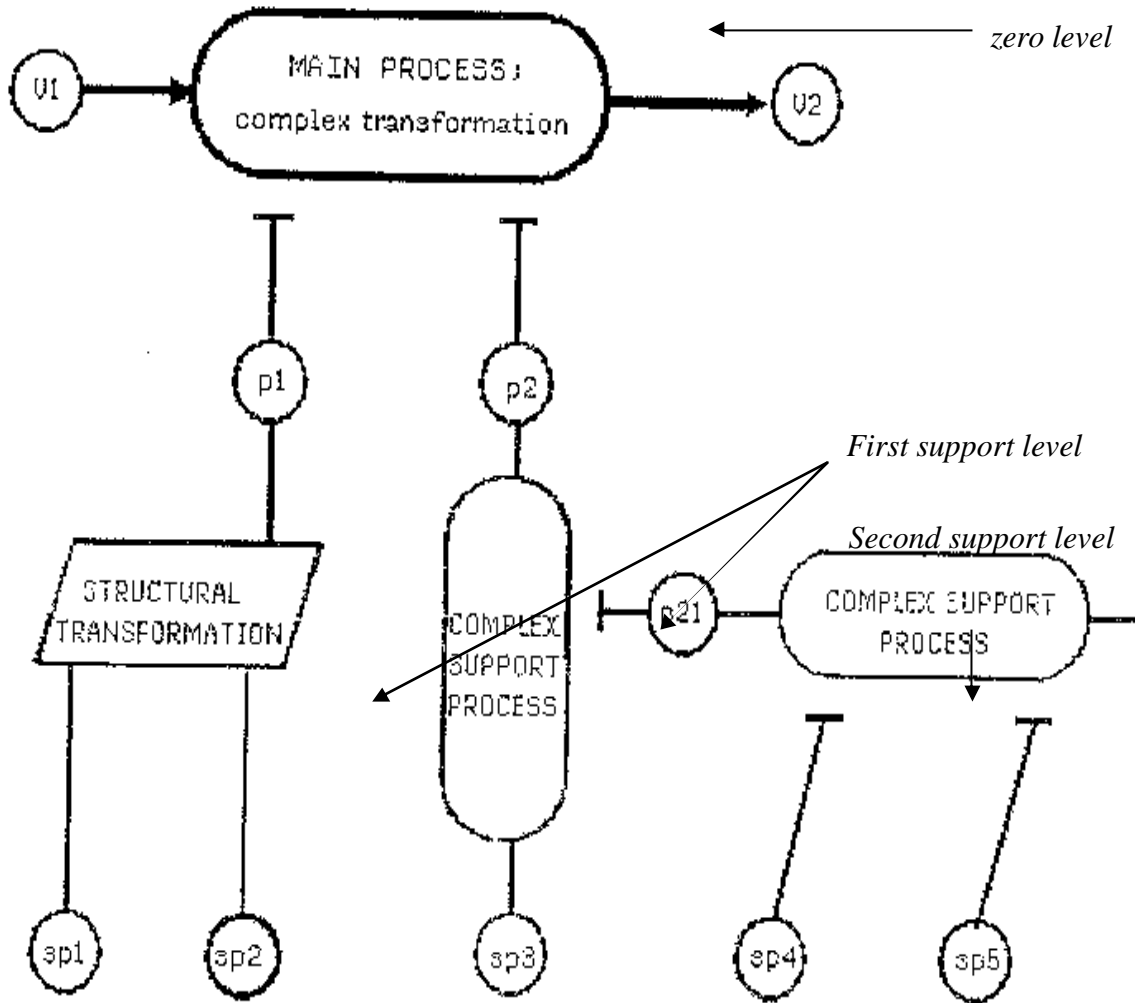 zero level
MAIN PROCESS;
complex transformation
V1
V2
p1
p2
First support level
Second support level
STRUCTURAL
TRANSFORMATION
COMPLEX
SUPPORT
PROCESS
p21
COMPLEX SUPPORT
PROCESS
sp1
sp2
sp3
sp4
sp5